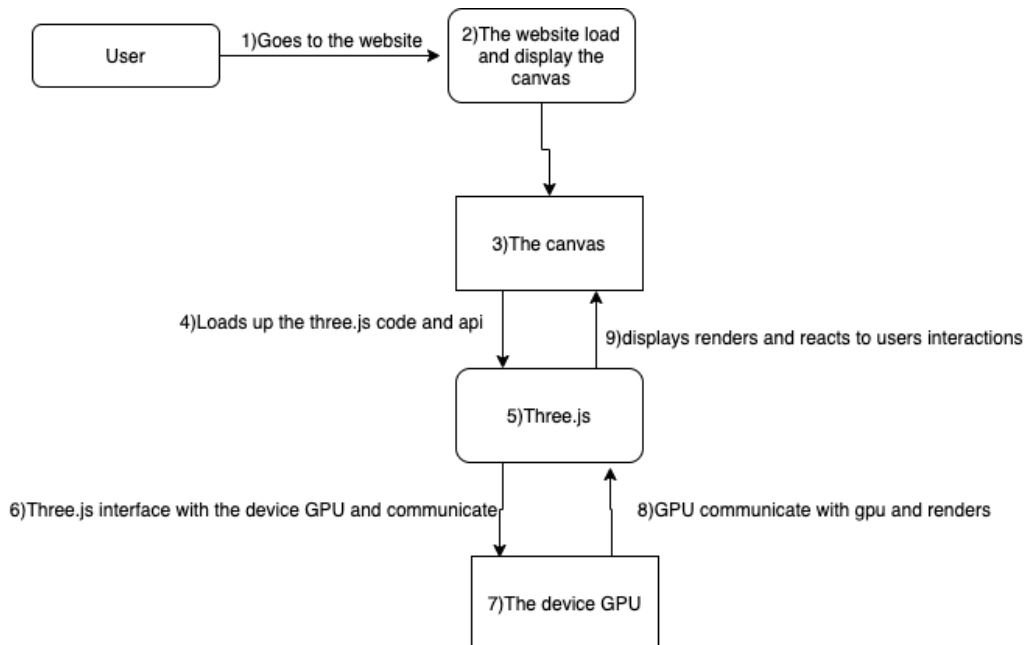 User
1)Goes to the website
2)The website load
and display the
canvas
3)The canvas
4)Loads up the three.js code and api
9)displays renders and reacts to users interactions
5)Three.js
6)Three.js interface with the device GPU and communicate
8)GPU communicate with gpu and renders
7)The device GPU